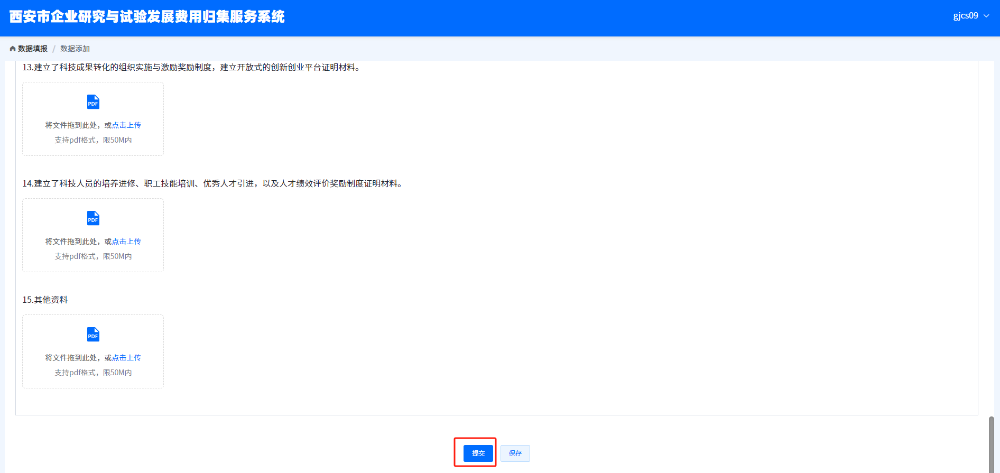 西安市企业研究与试验发展费用归集服务系统
gjcs09
数据填报 / 数据添加
13.建立了科技成果转化的组织实施与激励奖励制度，建立开放式的创新创业平台证明材料。
PDF
将文件拖到此处，或点击上传
支持pdf格式，限50M内
14.建立了科技人员的培养进修、职工技能培训、优秀人才引进，以及人才绩效评价奖励制度证明材料。
PDF
将文件拖到此处，或点击上传
支持pdf格式，限50M内
15.其他资料
PDF
将文件拖到此处，或点击上传
支持pdf格式，限50M内
提交
保存